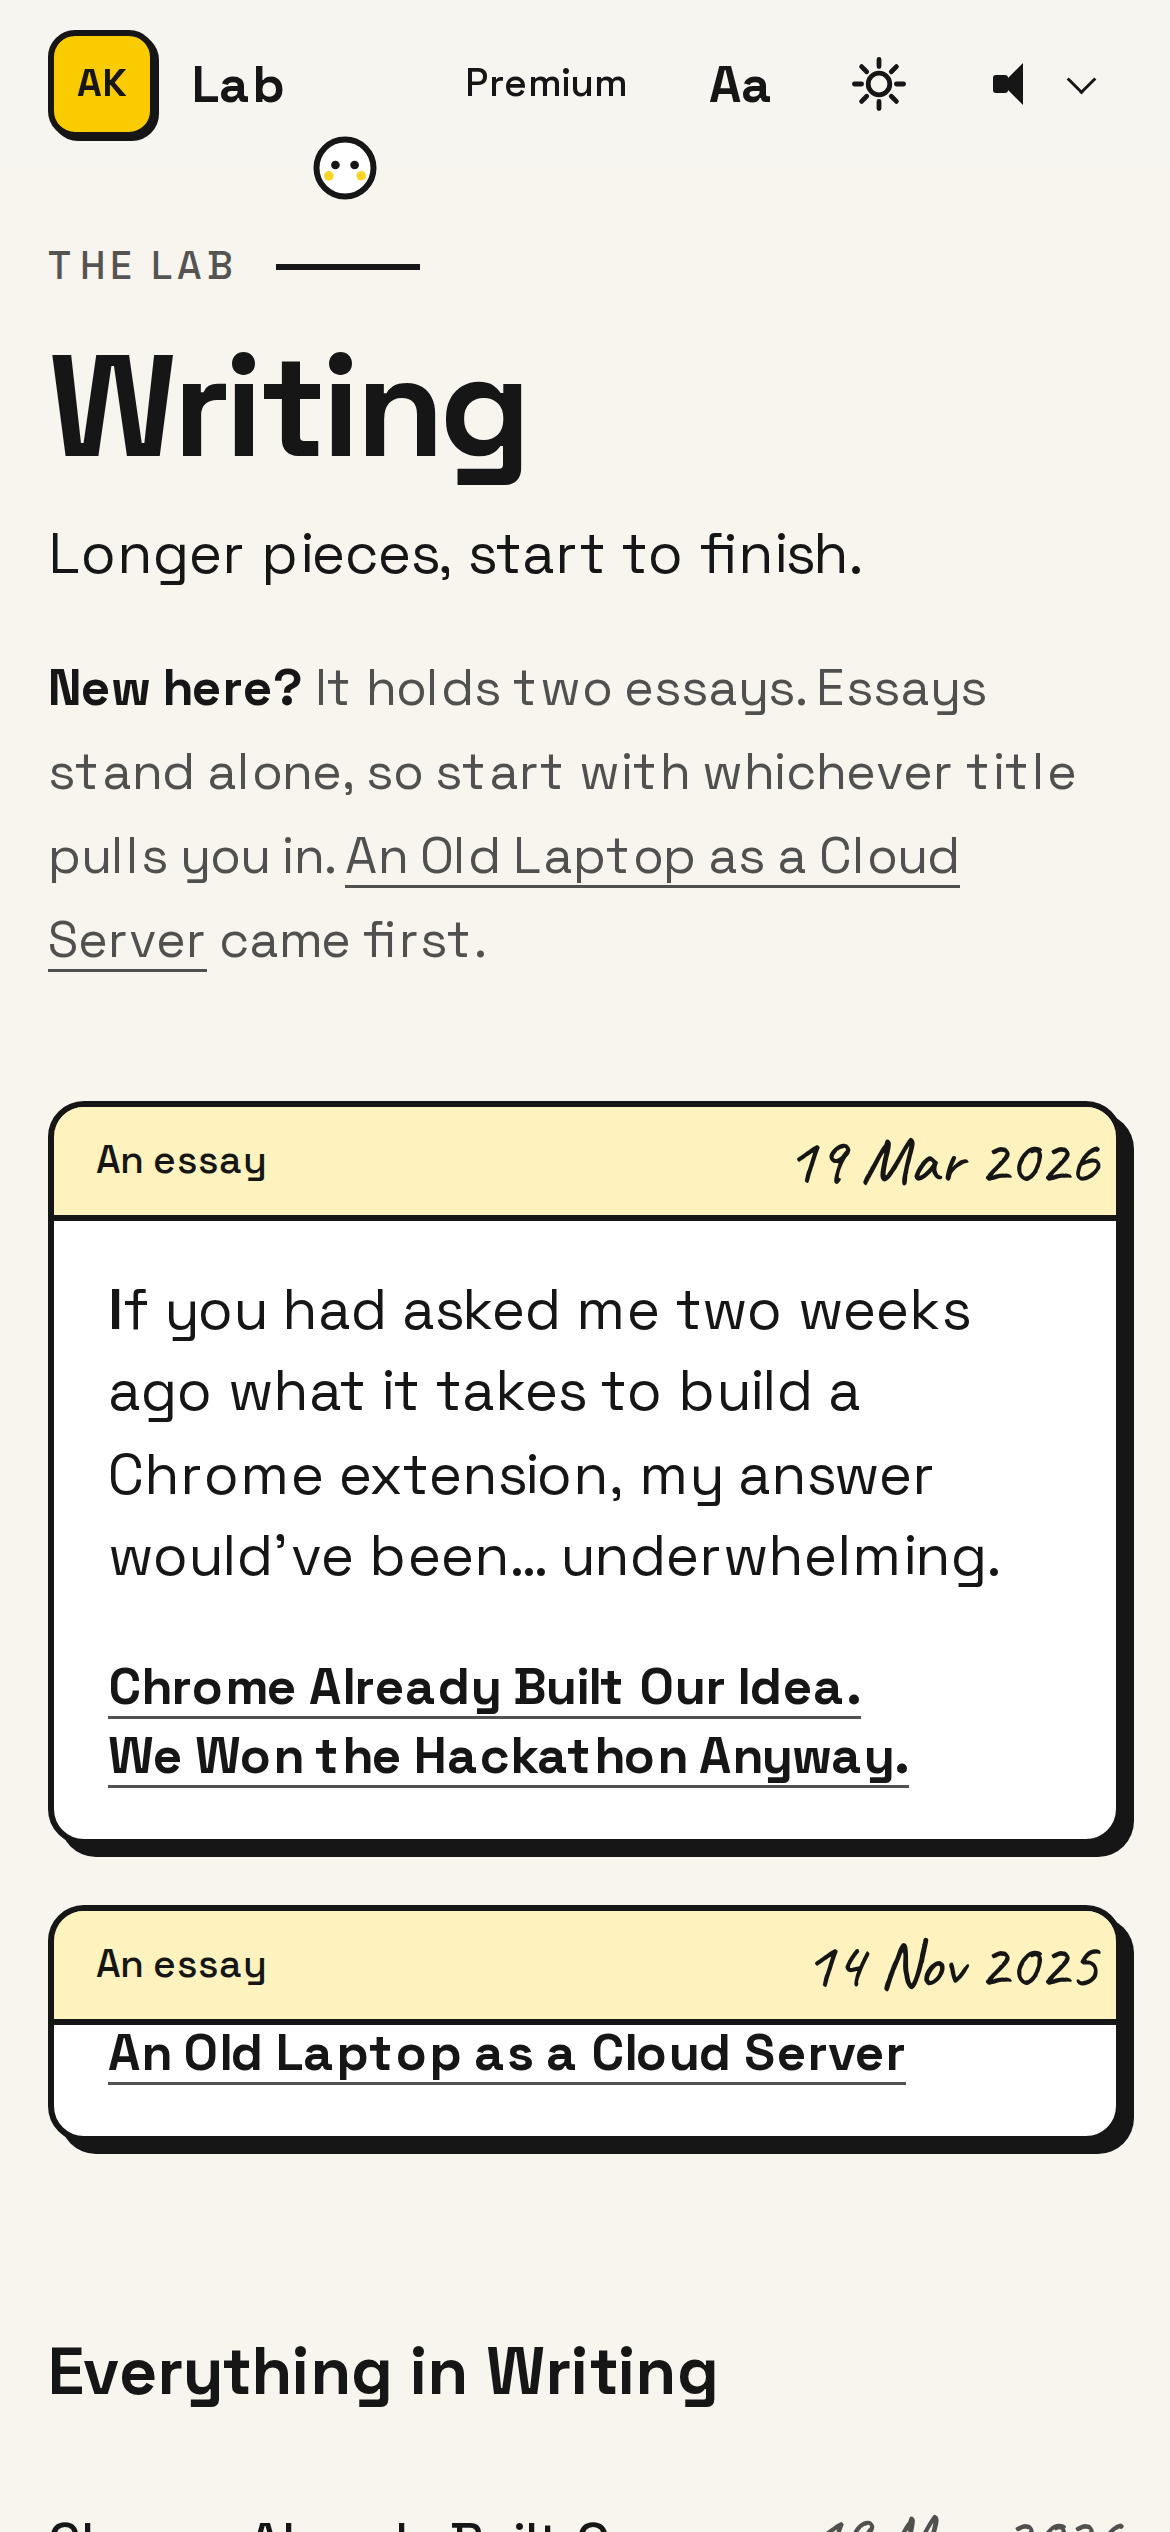 AK Lab Premium Aa
THE LAB
Writing
Longer pieces, start to finish.
New here? It holds two essays. Essays
stand alone, so start with whichever title
pulls you in. An Old Laptop as a Cloud
Server came first.
An essay 19 Mar 2026
If you had asked me two weeks
ago what it takes to build a
Chrome extension, my answer
would’ve been… underwhelming.
Chrome Already Built Our Idea.
We Won the Hackathon Anyway.
An essay 14 Nov 2025
An Old Laptop as a Cloud Server
Everything in Writing